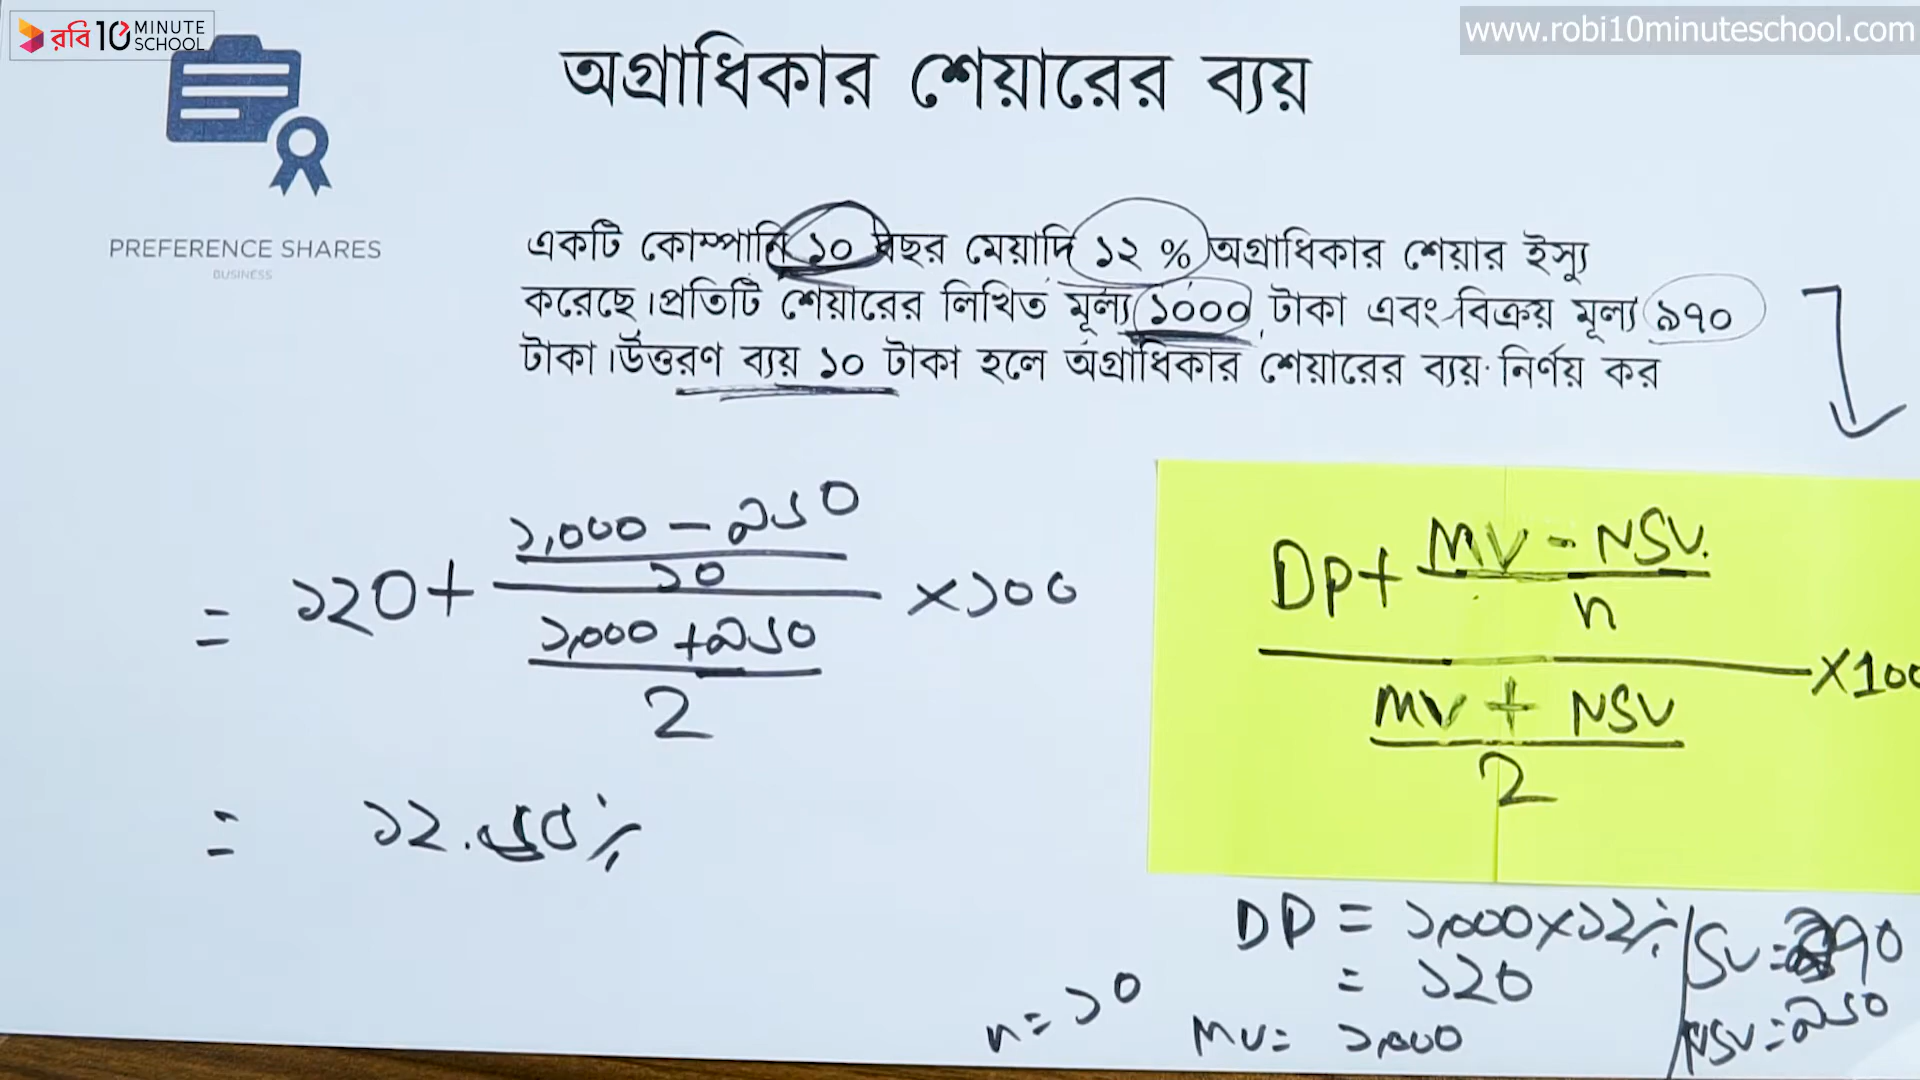 রবি 10 MINUTE SCHOOL
www.robi10minuteschool.com
অগ্রাধিকার শেয়ারের ব্যয়
PREFERENCE SHARES
BUSINESS
একটি কোম্পানি ১০ বছর মেয়াদি ১২ % অগ্রাধিকার শেয়ার ইস্যু
করেছে।প্রতিটি শেয়ারের লিখিত মূল্য ১০০০ টাকা এবং বিক্রয় মূল্য ৯৭০
টাকা।উত্তরণ ব্যয় ১০ টাকা হলে অগ্রাধিকার শেয়ারের ব্যয় নির্ণয় কর
১,০০০ - ৯৬০
১০
= ১২০ + × ১০০
১,০০০ + ৯৬০
২
MV - NSV
Dp + n
× 100
MV + NSV
2
DP = ১,০০০ × ১২%
= ১২০
n = ১০
MV = ১,০০০
SV = ৯৭০
NSV = ৯৬০